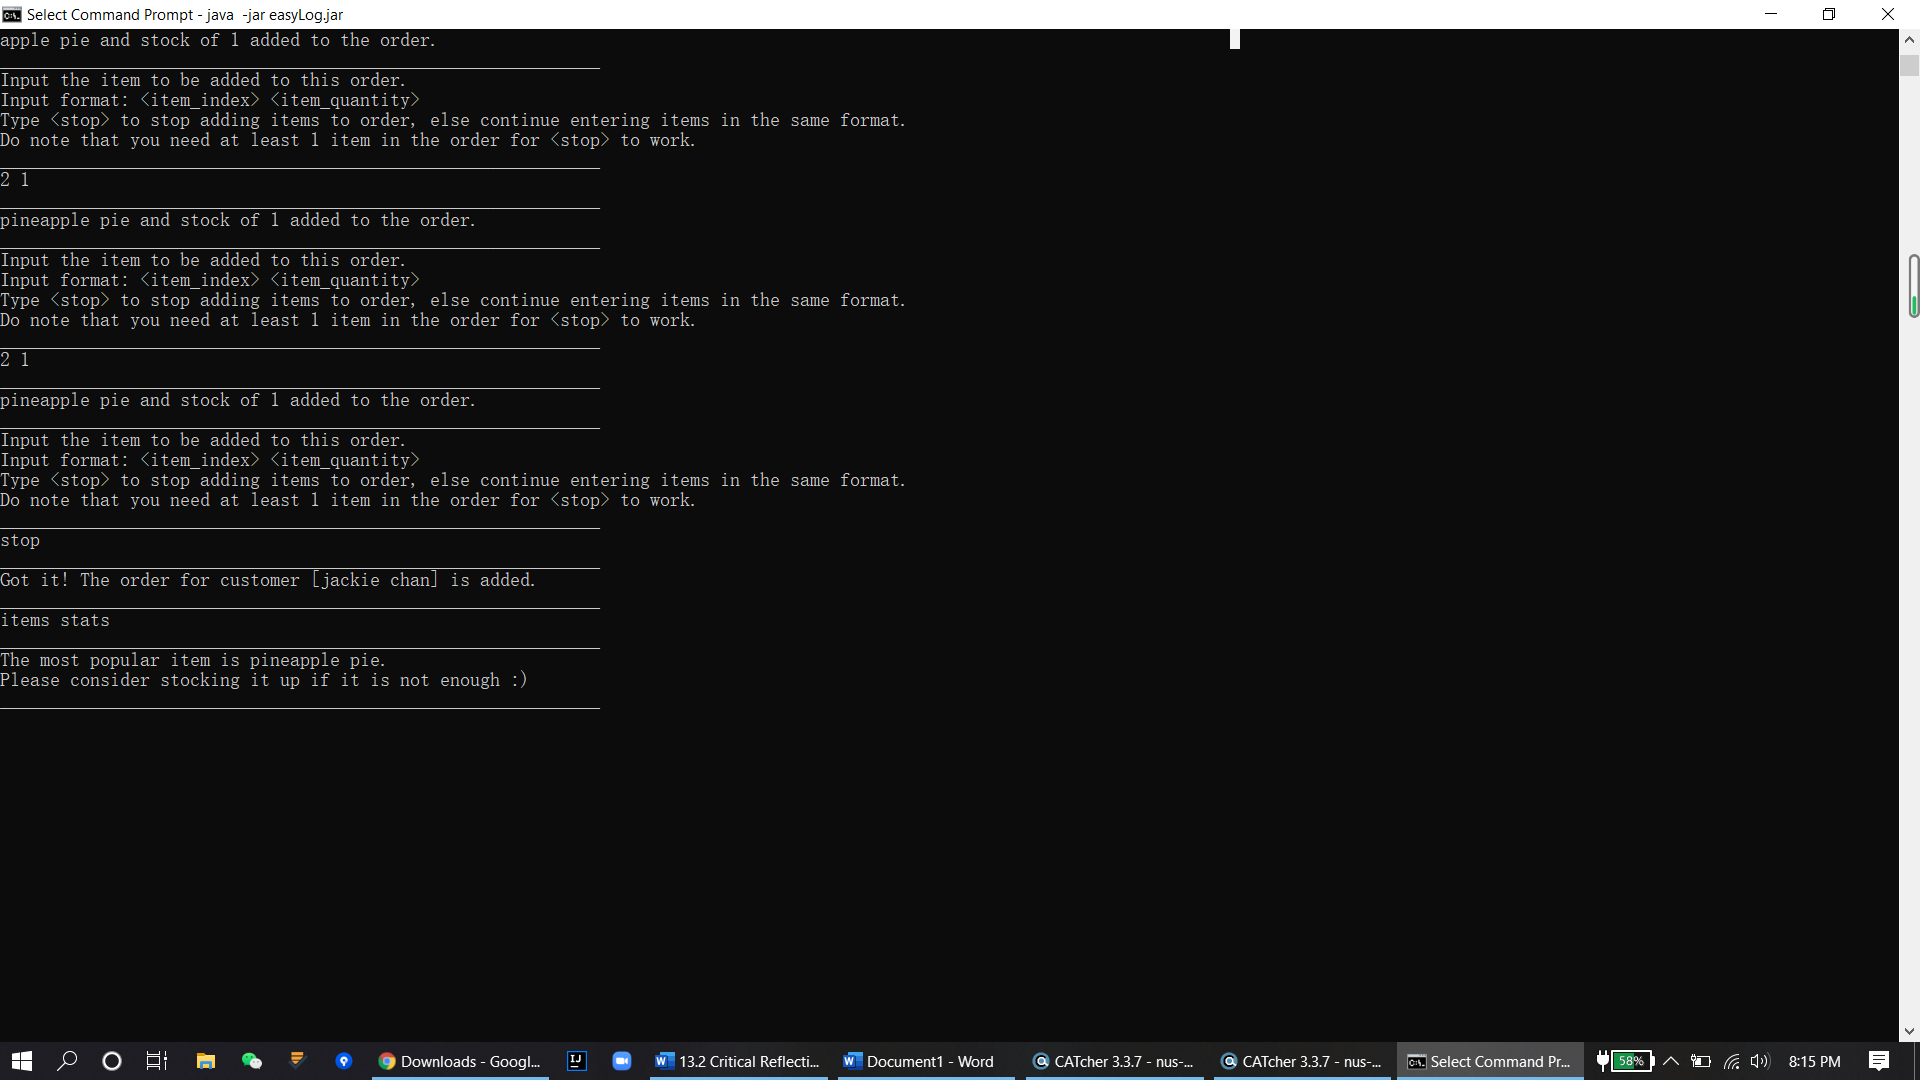 Select Command Prompt - java  -jar easyLog.jar
apple pie and stock of 1 added to the order.
Input the item to be added to this order.
Input format: <item_index> <item_quantity>
Type <stop> to stop adding items to order, else continue entering items in the same format.
Do note that you need at least 1 item in the order for <stop> to work.
2 1
pineapple pie and stock of 1 added to the order.
Input the item to be added to this order.
Input format: <item_index> <item_quantity>
Type <stop> to stop adding items to order, else continue entering items in the same format.
Do note that you need at least 1 item in the order for <stop> to work.
2 1
pineapple pie and stock of 1 added to the order.
Input the item to be added to this order.
Input format: <item_index> <item_quantity>
Type <stop> to stop adding items to order, else continue entering items in the same format.
Do note that you need at least 1 item in the order for <stop> to work.
stop
Got it! The order for customer [jackie chan] is added.
items stats
The most popular item is pineapple pie.
Please consider stocking it up if it is not enough :)
Downloads - Googl... IJ 13.2 Critical Reflecti... Document1 - Word CATcher 3.3.7 - nus-... CATcher 3.3.7 - nus-... Select Command Pr... 58% 8:15 PM